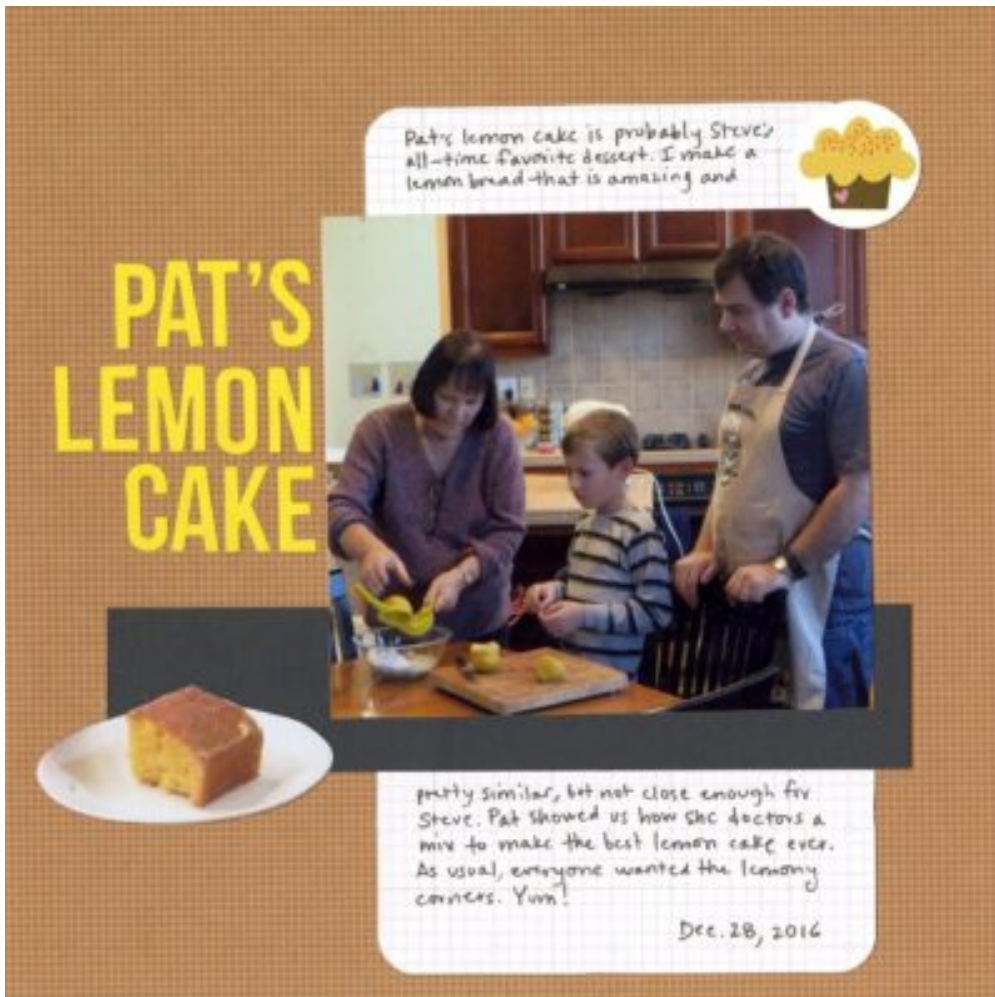 Pat's lemon cake is probably Steve's
all-time favorite dessert. I make a
lemon bread that is amazing and
PAT'S
LEMON
CAKE
pretty similar, but not close enough for
Steve. Pat showed us how she doctors a
mix to make the best lemon cake ever.
As usual, everyone wanted the lemony
corners. Yum!
Dec. 28, 2016